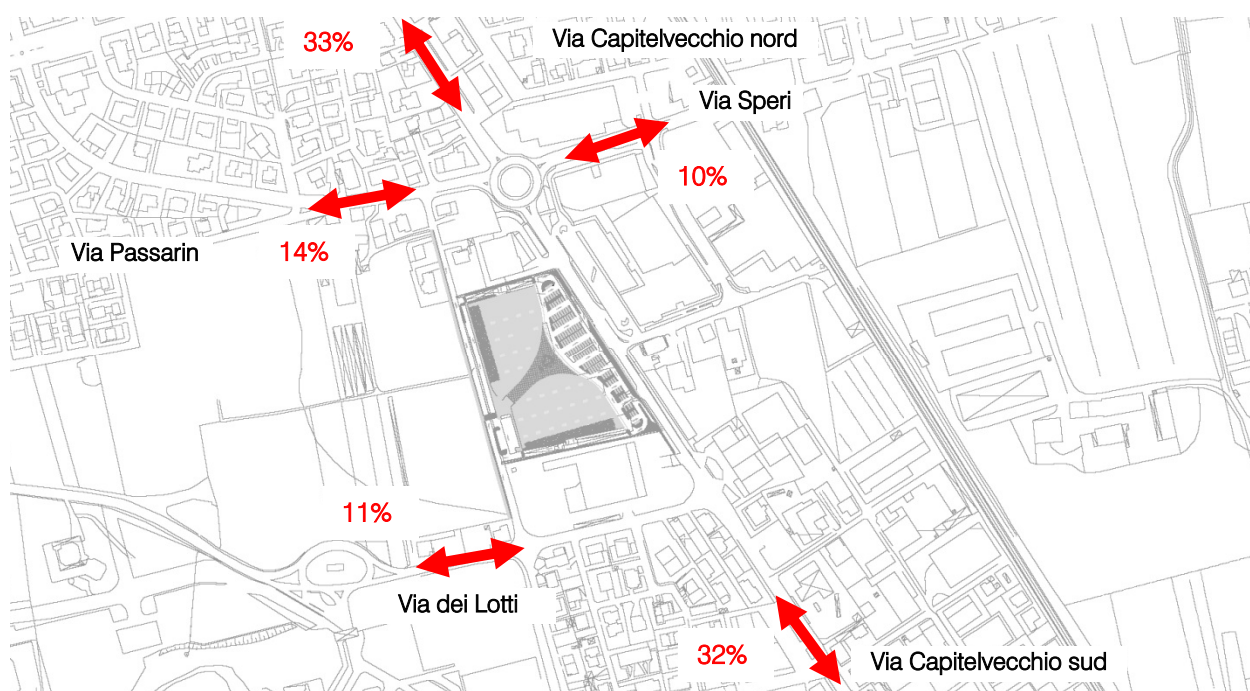 33%
Via Capitelvecchio nord
Via Speri
10%
Via Passarin
14%
11%
Via dei Lotti
32%
Via Capitelvecchio sud